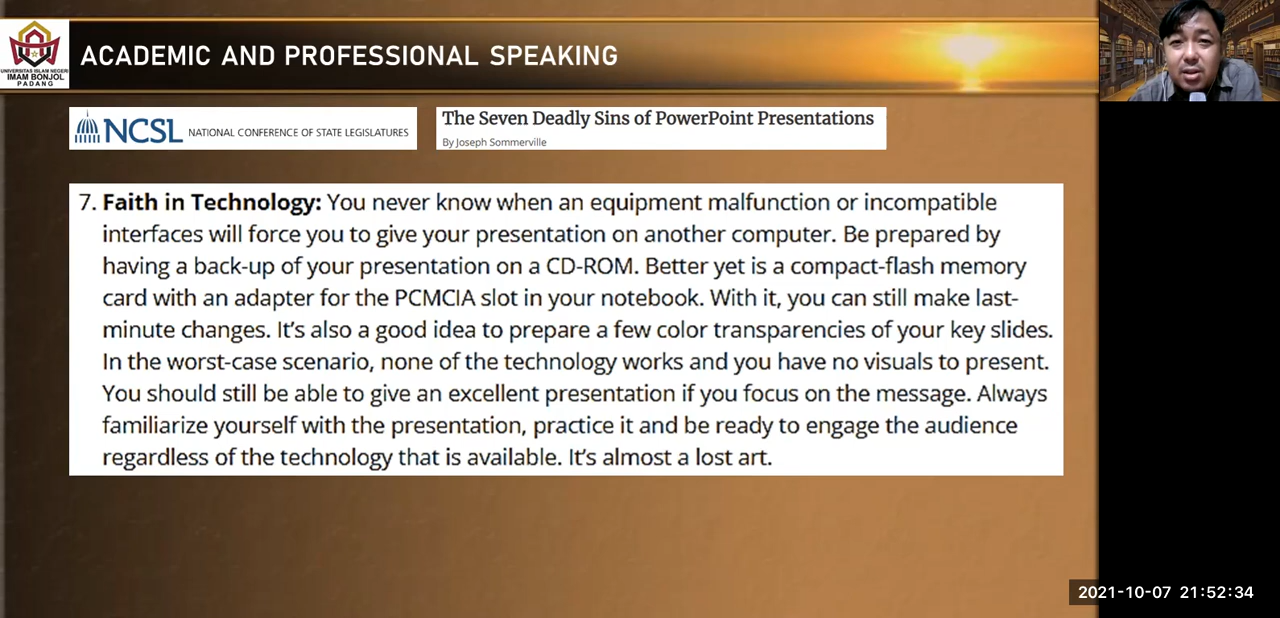 UNIVERSITAS ISLAM NEGERI
IMAM BONJOL
PADANG
ACADEMIC AND PROFESSIONAL SPEAKING
NCSL NATIONAL CONFERENCE OF STATE LEGISLATURES
The Seven Deadly Sins of PowerPoint Presentations
By Joseph Sommerville
7. Faith in Technology: You never know when an equipment malfunction or incompatible
interfaces will force you to give your presentation on another computer. Be prepared by
having a back-up of your presentation on a CD-ROM. Better yet is a compact-flash memory
card with an adapter for the PCMCIA slot in your notebook. With it, you can still make last-
minute changes. It’s also a good idea to prepare a few color transparencies of your key slides.
In the worst-case scenario, none of the technology works and you have no visuals to present.
You should still be able to give an excellent presentation if you focus on the message. Always
familiarize yourself with the presentation, practice it and be ready to engage the audience
regardless of the technology that is available. It’s almost a lost art.
2021-10-07 21:52:34